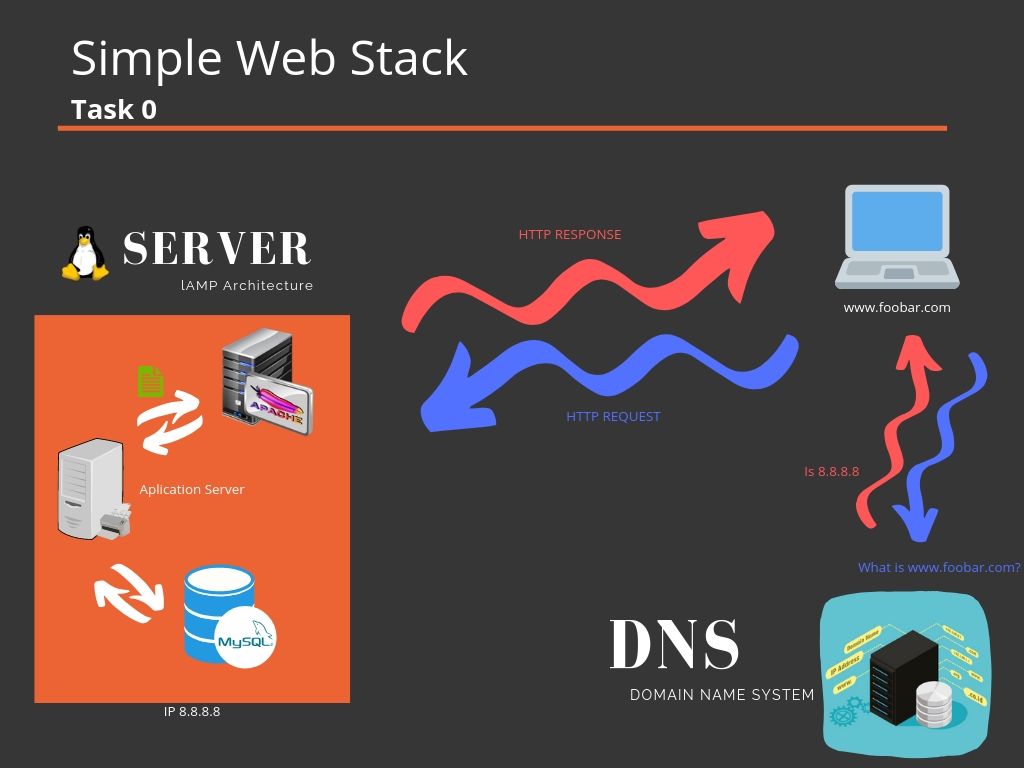 Simple Web Stack
Task 0
SERVER
lAMP Architecture
HTTP RESPONSE
www.foobar.com
APACHE
HTTP REQUEST
Aplication Server
Is 8.8.8.8
What is www.foobar.com?
MySQL
DNS
DOMAIN NAME SYSTEM
Domain Name
IP Address
www.
.co.id
IP 8.8.8.8